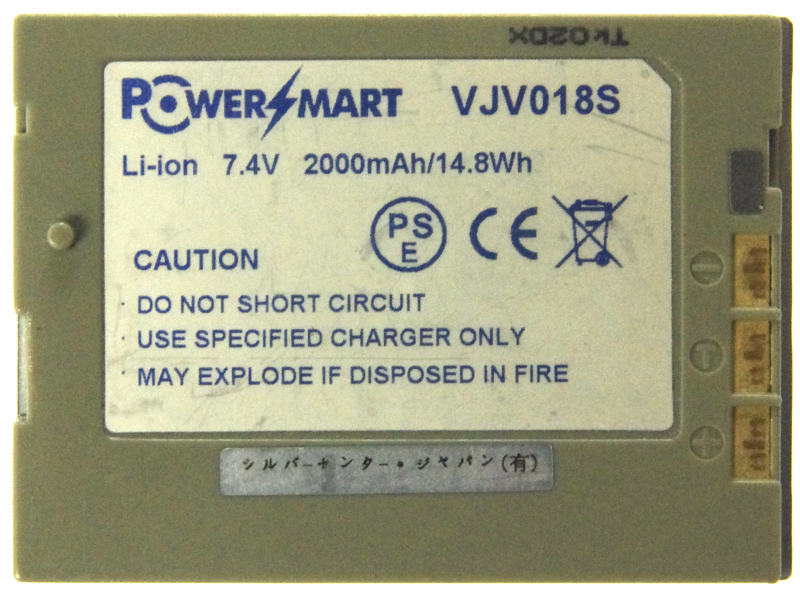 TkO2DX
POWERSMART VJV018S
Li-ion 7.4V 2000mAh/14.8Wh
PS
E
CE
CAUTION
· DO NOT SHORT CIRCUIT
· USE SPECIFIED CHARGER ONLY
· MAY EXPLODE IF DISPOSED IN FIRE
−
T
+
シルバーセンター・ジャパン(有)